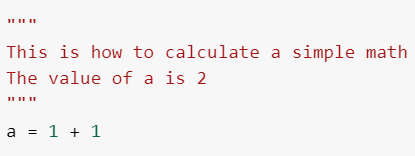 """
This is how to calculate a simple math
The value of a is 2
"""
a = 1 + 1